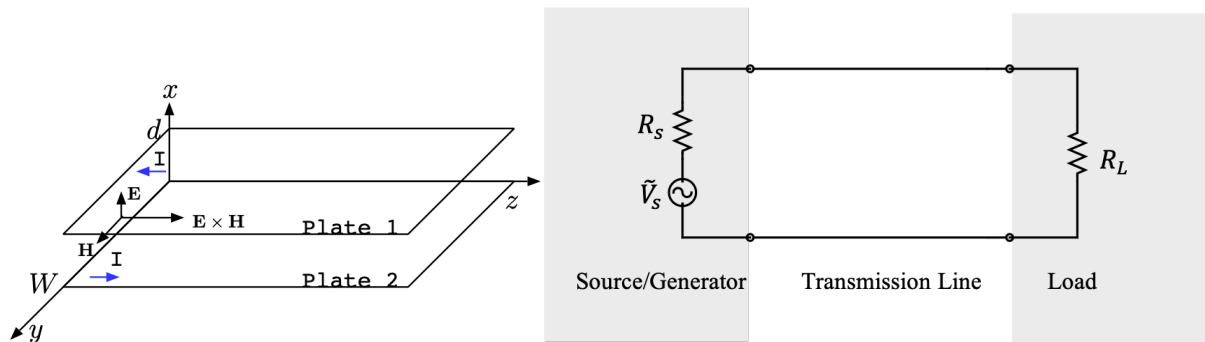 x
d
I
E
E × H
z
Plate 1
H
I
W
Plate 2
y
R_s
Ṽ_s
R_L
Source/Generator
Transmission Line
Load